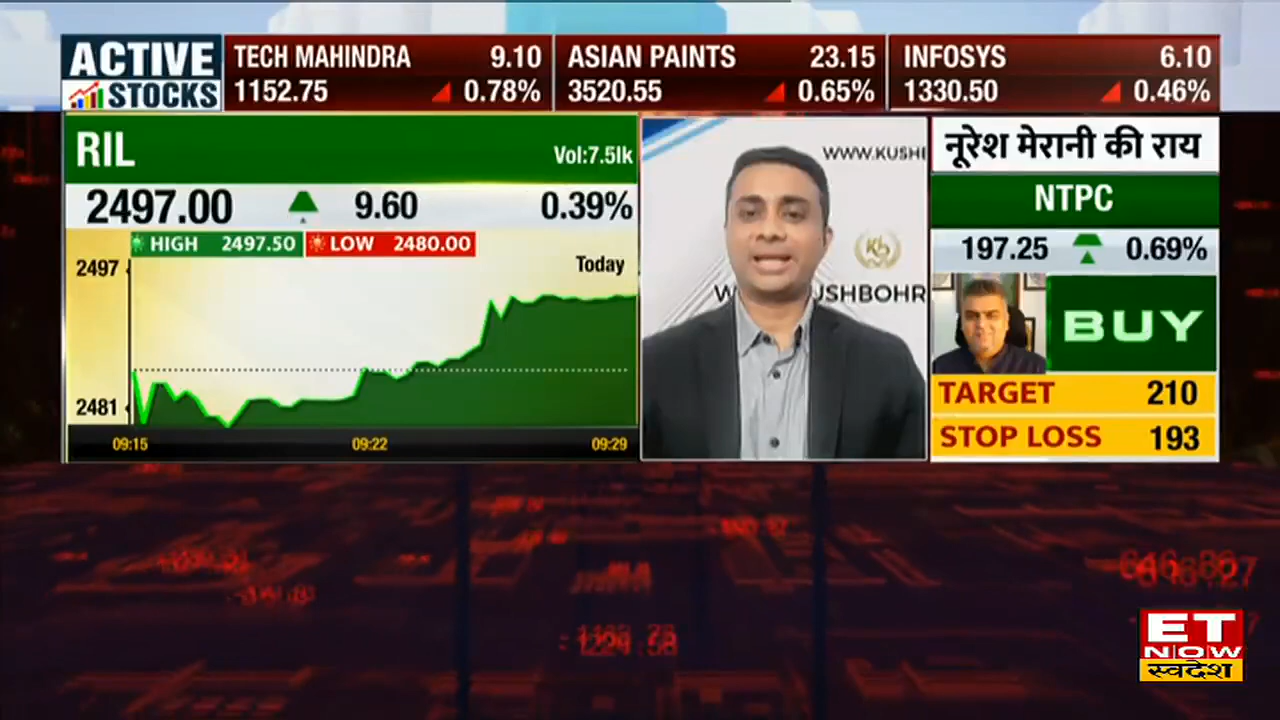 ACTIVE
STOCKS
TECH MAHINDRA 9.10
1152.75 0.78%
ASIAN PAINTS 23.15
3520.55 0.65%
INFOSYS 6.10
1330.50 0.46%
RIL Vol:7.5lk
2497.00 9.60 0.39%
HIGH 2497.50 LOW 2480.00
Today
2497
2481
09:15 09:22 09:29
WWW.KUSHI
Kb
USHBOHR
नूरेश मेरानी की राय
NTPC
197.25 0.69%
BUY
TARGET 210
STOP LOSS 193
ET
NOW
स्वदेश